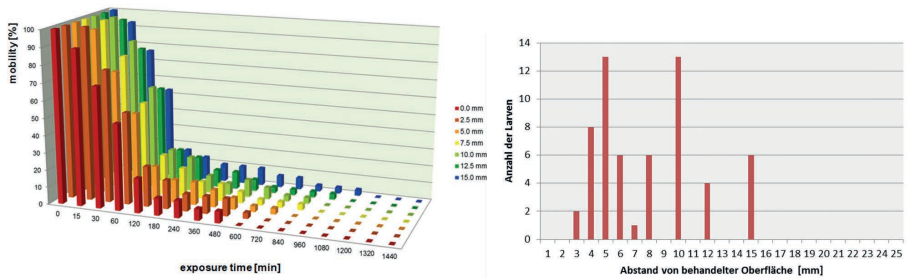 mobility [%]
100
90
80
70
60
50
40
30
20
10
0
0 15 30 60 120 180 240 360 480 600 720 840 960 1080 1200 1320 1440
exposure time [min]
0.0 mm
2.5 mm
5.0 mm
7.5 mm
10.0 mm
12.5 mm
15.0 mm
Anzahl der Larven
14
12
10
8
6
4
2
0
1 2 3 4 5 6 7 8 9 10 11 12 13 14 15 16 17 18 19 20 21 22 23 24 25
Abstand von behandelter Oberfläche [mm]